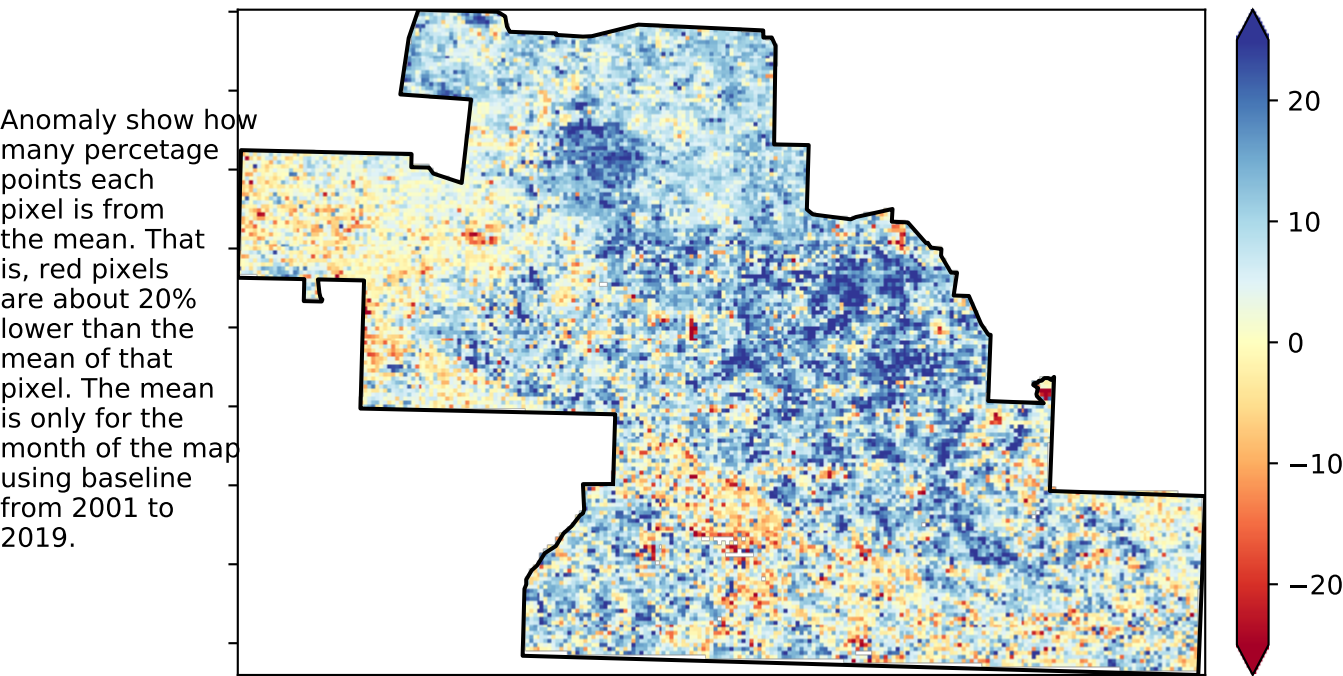 Anomaly show how
many percetage
points each
pixel is from
the mean. That
is, red pixels
are about 20%
lower than the
mean of that
pixel. The mean
is only for the
month of the map
using baseline
from 2001 to
2019.
20
10
0
−10
−20